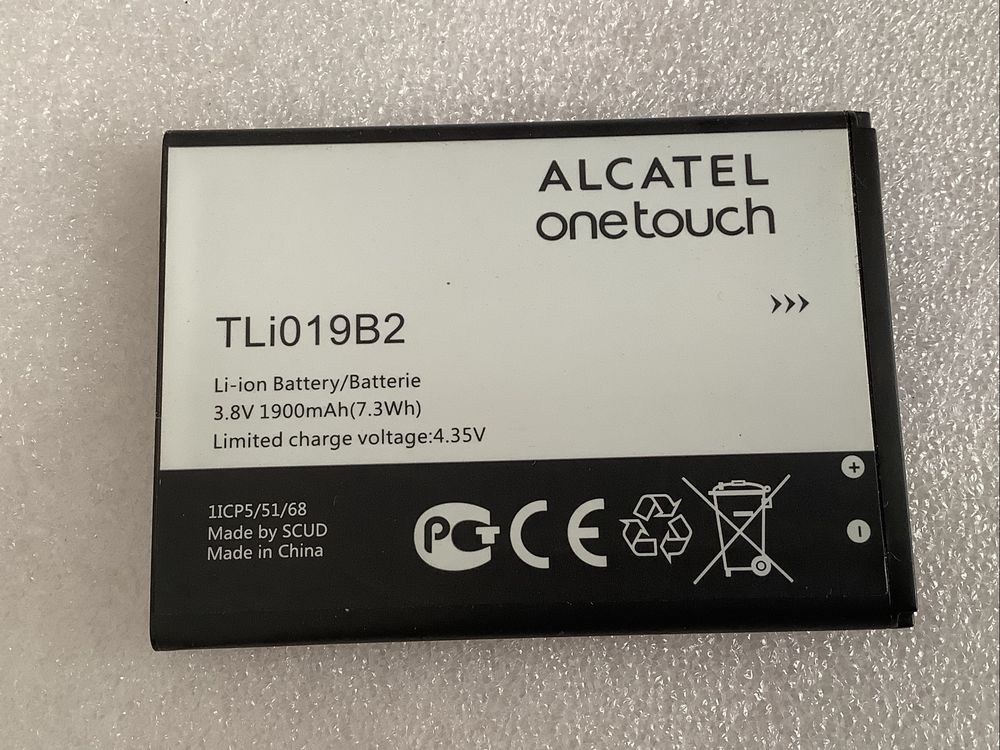 ALCATEL
onetouch
TLi019B2
Li-ion Battery/Batterie
3.8V 1900mAh(7.3Wh)
Limited charge voltage:4.35V
1ICP5/51/68
Made by SCUD
Made in China